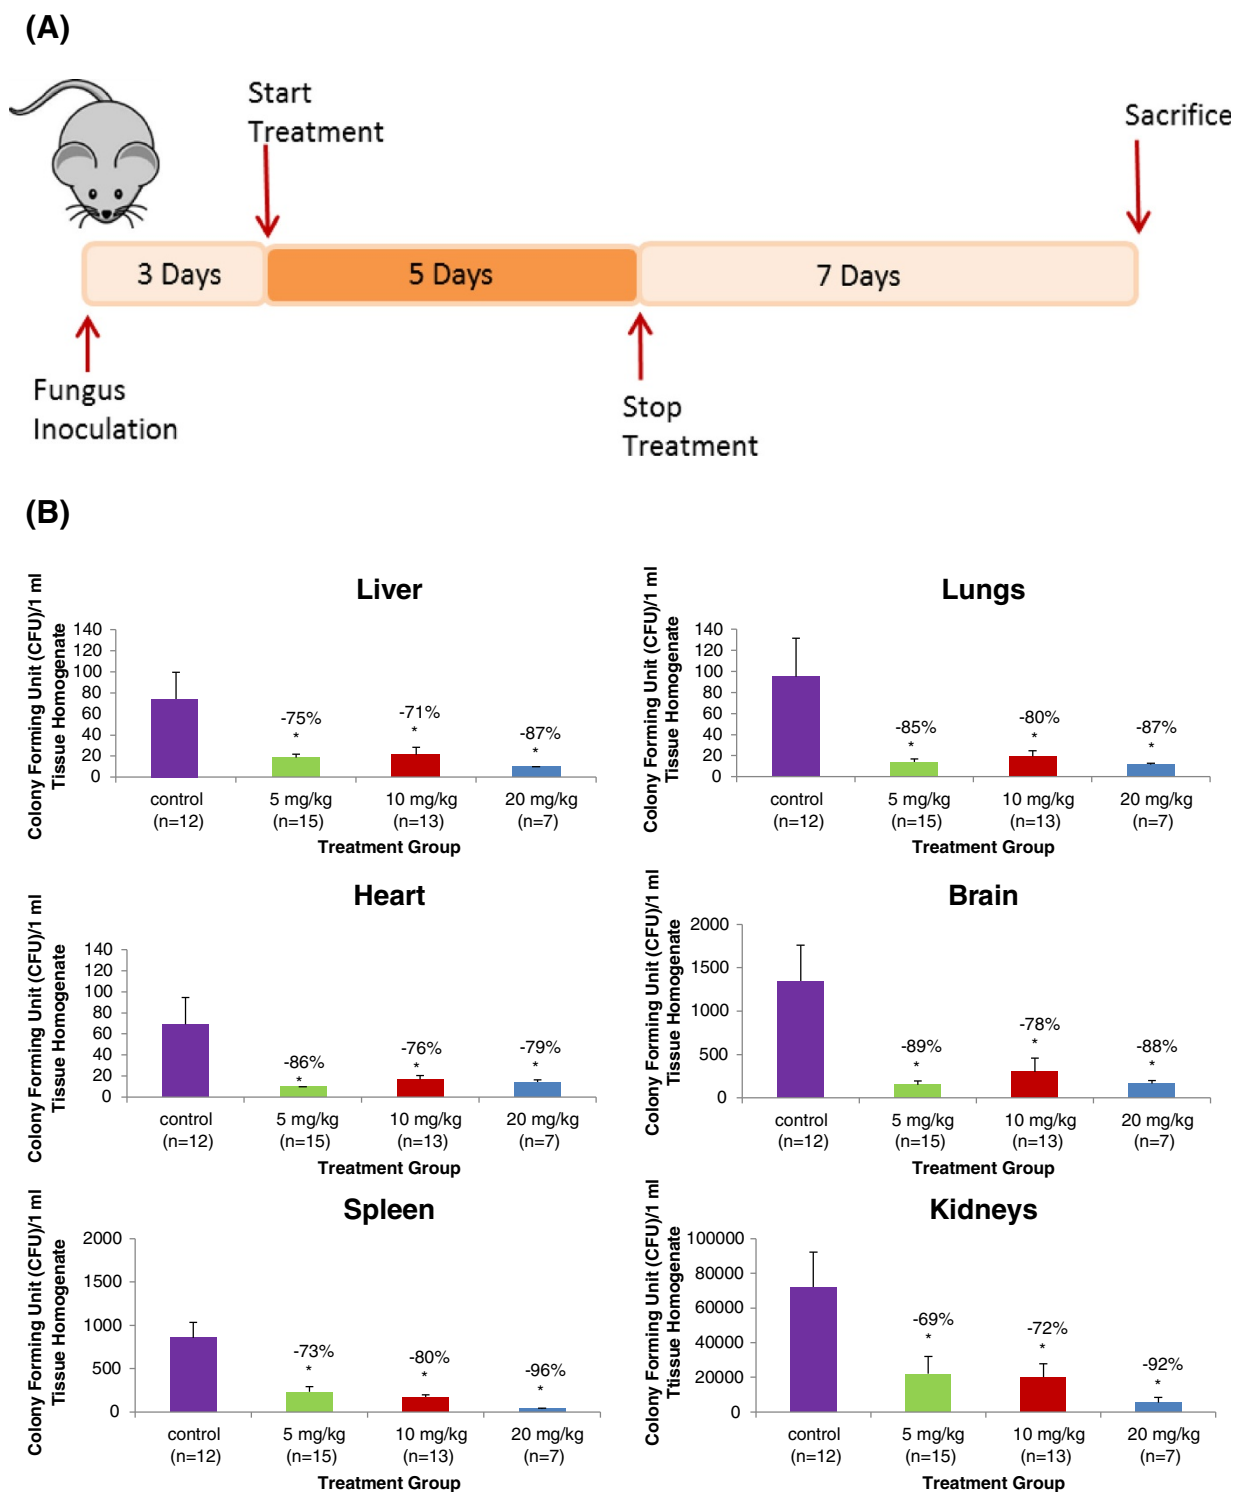 (A)
Start
Treatment
Sacrifice
3 Days
5 Days
7 Days
Fungus
Inoculation
Stop
Treatment
(B)
Liver
Colony Forming Unit (CFU)/1 ml
Tissue Homogenate
140
120
100
80
60
40
20
0
-75%
*
-71%
*
-87%
*
control
(n=12)
5 mg/kg
(n=15)
10 mg/kg
(n=13)
20 mg/kg
(n=7)
Treatment Group
Lungs
Colony Forming Unit (CFU)/1 ml
Tissue Homogenate
140
120
100
80
60
40
20
0
-85%
*
-80%
*
-87%
*
control
(n=12)
5 mg/kg
(n=15)
10 mg/kg
(n=13)
20 mg/kg
(n=7)
Treatment Group
Heart
Colony Forming Unit (CFU)/1 ml
Tissue Homogenate
140
120
100
80
60
40
20
0
-86%
*
-76%
*
-79%
*
control
(n=12)
5 mg/kg
(n=15)
10 mg/kg
(n=13)
20 mg/kg
(n=7)
Treatment Group
Brain
Colony Forming Unit (CFU)/1 ml
Tissue Homogenate
2000
1500
1000
500
0
-89%
*
-78%
*
-88%
*
control
(n=12)
5 mg/kg
(n=15)
10 mg/kg
(n=13)
20 mg/kg
(n=7)
Treatment Group
Spleen
Colony Forming Unit (CFU)/1 ml
Tissue Homogenate
2000
1500
1000
500
0
-73%
*
-80%
*
-96%
*
control
(n=12)
5 mg/kg
(n=15)
10 mg/kg
(n=13)
20 mg/kg
(n=7)
Treatment Group
Kidneys
Colony Forming Unit (CFU)/1 ml
Ttissue Homogenate
100000
80000
60000
40000
20000
0
-69%
*
-72%
*
-92%
*
control
(n=12)
5 mg/kg
(n=15)
10 mg/kg
(n=13)
20 mg/kg
(n=7)
Treatment Group